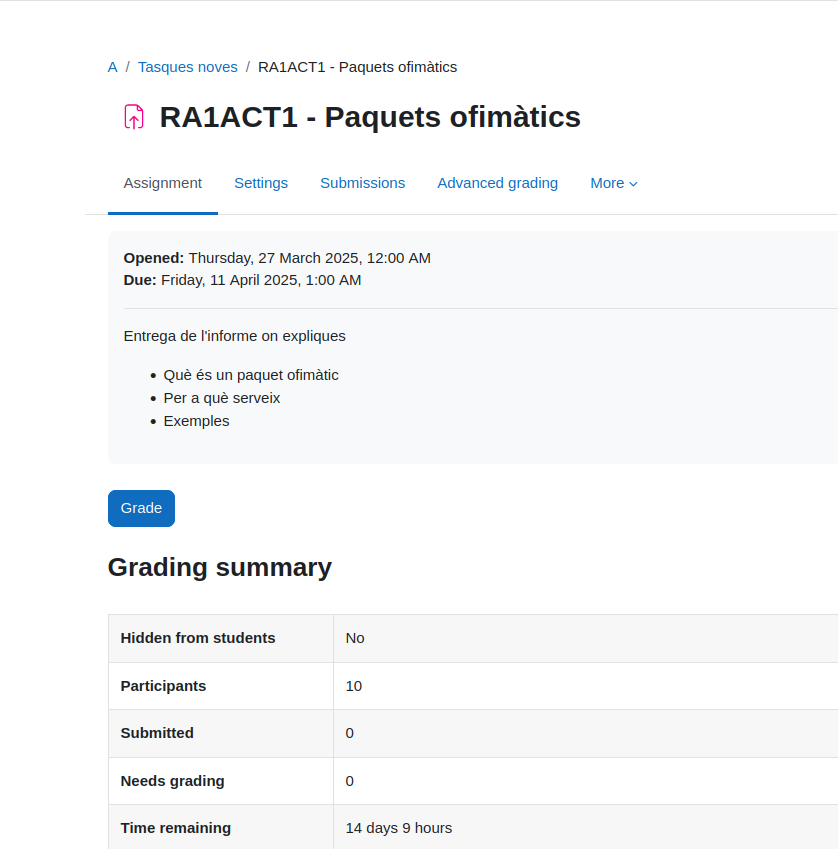 A / Tasques noves / RA1ACT1 - Paquets ofimàtics
RA1ACT1 - Paquets ofimàtics
Assignment Settings Submissions Advanced grading More
Opened: Thursday, 27 March 2025, 12:00 AM
Due: Friday, 11 April 2025, 1:00 AM
Entrega de l'informe on expliques
• Què és un paquet ofimàtic
• Per a què serveix
• Exemples
Grade
Grading summary
Hidden from students No
Participants 10
Submitted 0
Needs grading 0
Time remaining 14 days 9 hours